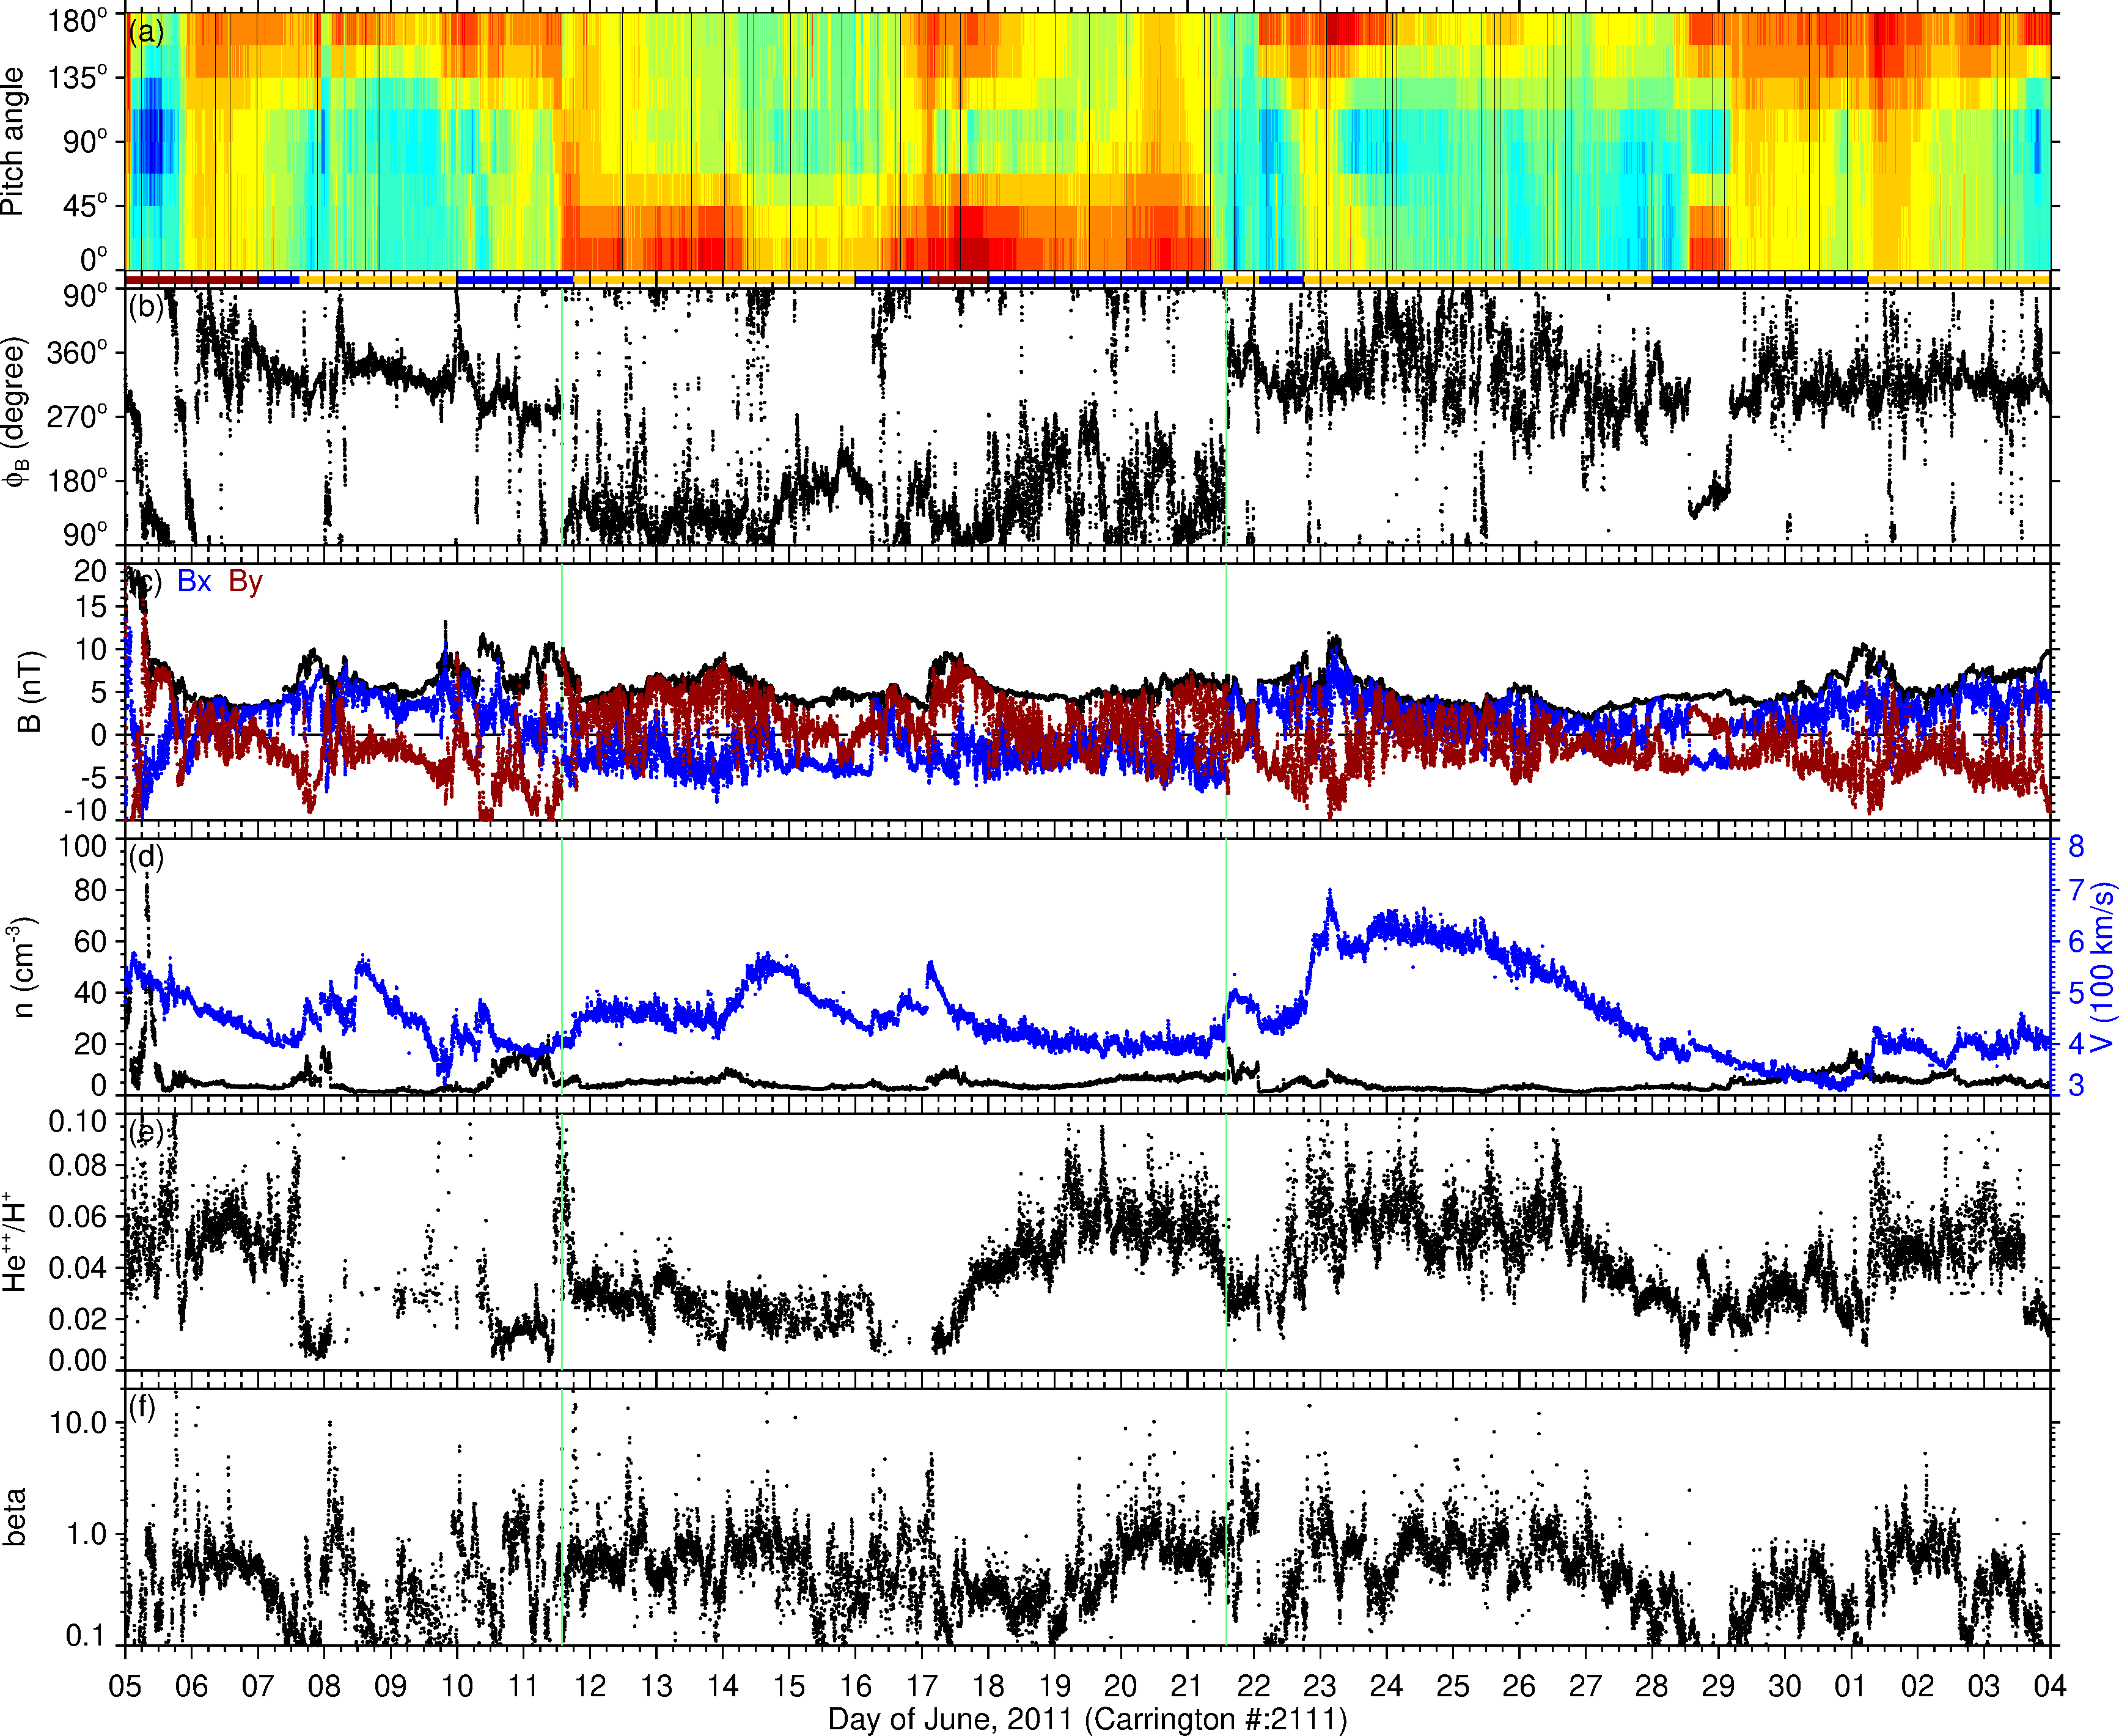 (a)
Pitch angle
180°
135°
90°
45°
0°
(b)
ϕB (degree)
90°
360°
270°
180°
90°
(c) Bx By
B (nT)
20
15
10
5
0
-5
-10
(d)
n (cm-3)
100
80
60
40
20
0
V (100 km/s)
8
7
6
5
4
3
(e)
He++/H+
0.10
0.08
0.06
0.04
0.02
0.00
(f)
beta
10.0
1.0
0.1
05 06 07 08 09 10 11 12 13 14 15 16 17 18 19 20 21 22 23 24 25 26 27 28 29 30 01 02 03 04
Day of June, 2011 (Carrington #:2111)